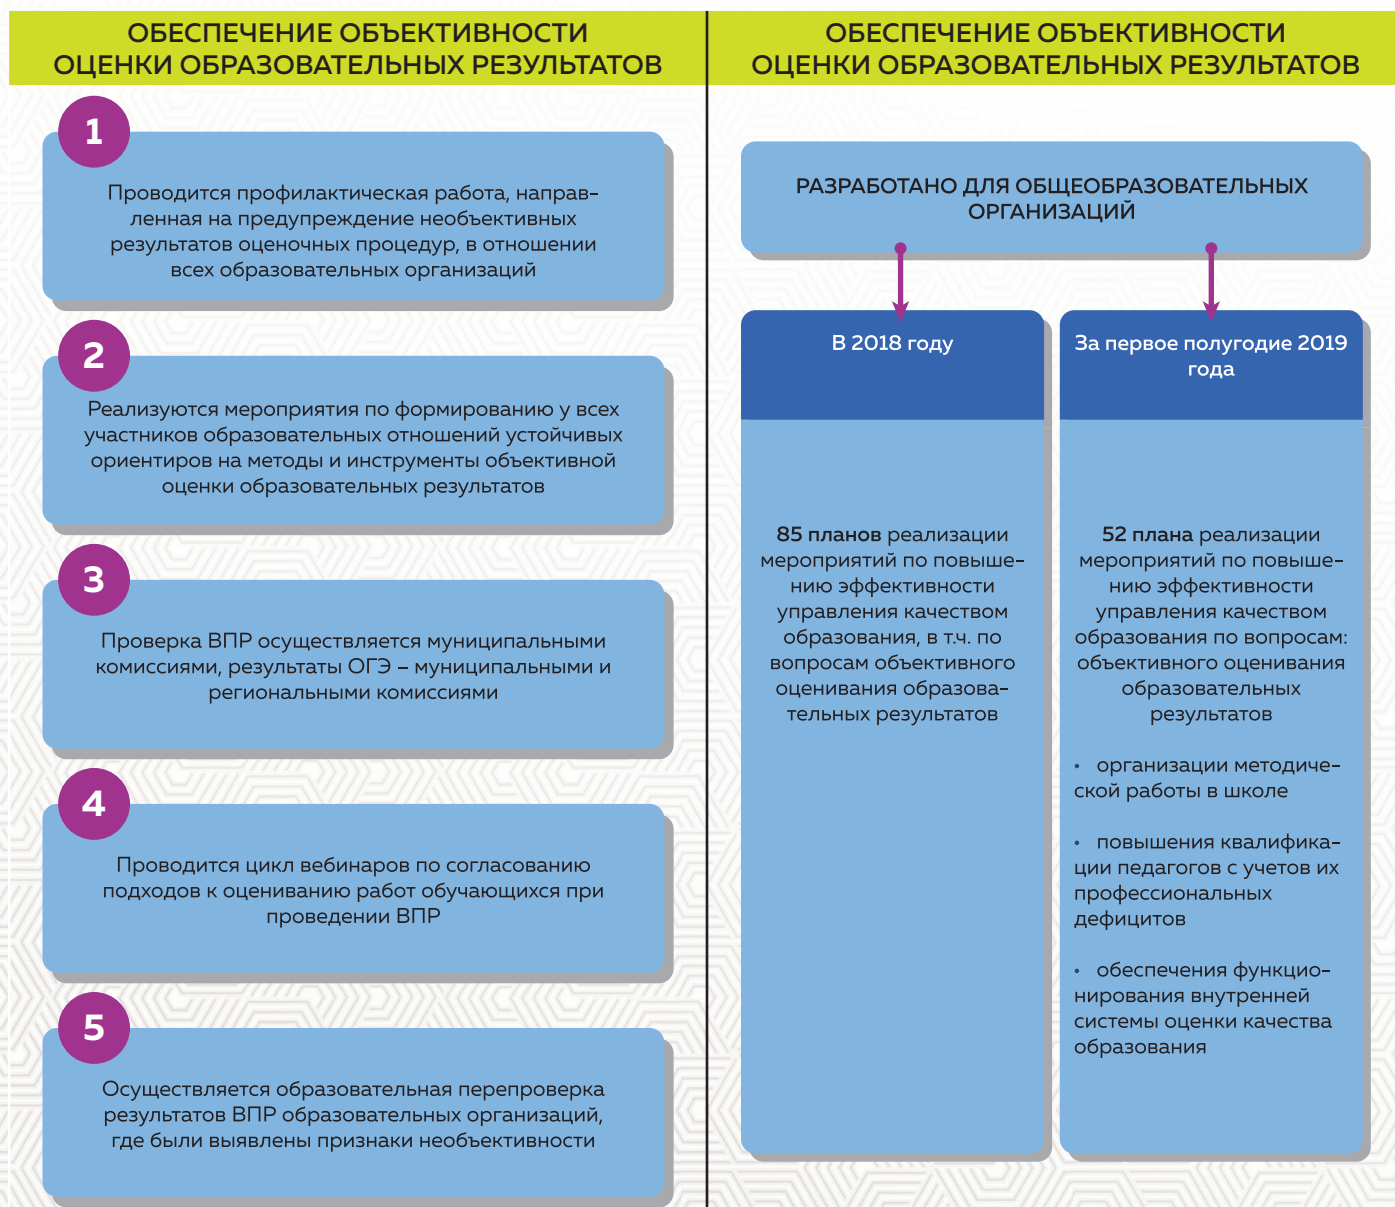 ОБЕСПЕЧЕНИЕ ОБЪЕКТИВНОСТИ
ОЦЕНКИ ОБРАЗОВАТЕЛЬНЫХ РЕЗУЛЬТАТОВ
1
Проводится профилактическая работа, направ-
ленная на предупреждение необъективных
результатов оценочных процедур, в отношении
всех образовательных организаций
2
Реализуются мероприятия по формированию у всех
участников образовательных отношений устойчивых
ориентиров на методы и инструменты объективной
оценки образовательных результатов
3
Проверка ВПР осуществляется муниципальными
комиссиями, результаты ОГЭ – муниципальными и
региональными комиссиями
4
Проводится цикл вебинаров по согласованию
подходов к оцениванию работ обучающихся при
проведении ВПР
5
Осуществляется образовательная перепроверка
результатов ВПР образовательных организаций,
где были выявлены признаки необъективности
ОБЕСПЕЧЕНИЕ ОБЪЕКТИВНОСТИ
ОЦЕНКИ ОБРАЗОВАТЕЛЬНЫХ РЕЗУЛЬТАТОВ
РАЗРАБОТАНО ДЛЯ ОБЩЕОБРАЗОВАТЕЛЬНЫХ
ОРГАНИЗАЦИЙ
В 2018 году
85 планов реализации
мероприятий по повыше-
нию эффективности
управления качеством
образования, в т.ч. по
вопросам объективного
оценивания образова-
тельных результатов
За первое полугодие 2019
года
52 плана реализации
мероприятий по повыше-
нию эффективности
управления качеством
образования по вопросам:
объективного оценивания
образовательных
результатов
• организации методиче-
ской работы в школе
• повышения квалифика-
ции педагогов с учетов их
профессиональных
дефицитов
• обеспечения функцио-
нирования внутренней
системы оценки качества
образования